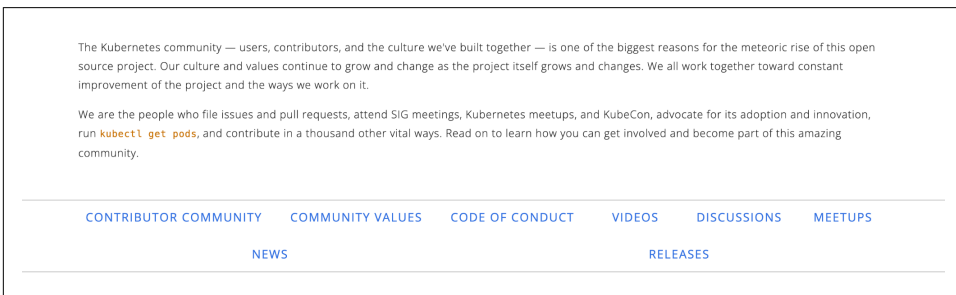 The Kubernetes community — users, contributors, and the culture we've built together — is one of the biggest reasons for the meteoric rise of this open
source project. Our culture and values continue to grow and change as the project itself grows and changes. We all work together toward constant
improvement of the project and the ways we work on it.
We are the people who file issues and pull requests, attend SIG meetings, Kubernetes meetups, and KubeCon, advocate for its adoption and innovation,
run kubectl get pods, and contribute in a thousand other vital ways. Read on to learn how you can get involved and become part of this amazing
community.
CONTRIBUTOR COMMUNITY COMMUNITY VALUES CODE OF CONDUCT VIDEOS DISCUSSIONS MEETUPS
NEWS RELEASES